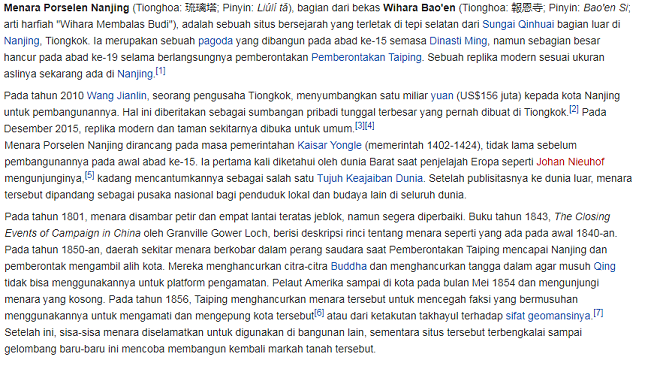 Menara Porselen Nanjing (Tionghoa: 琉璃塔; Pinyin: Liúlí tǎ), bagian dari bekas Wihara Bao'en (Tionghoa: 報恩寺; Pinyin: Bao'en Si;
arti harfiah "Wihara Membalas Budi"), adalah sebuah situs bersejarah yang terletak di tepi selatan dari Sungai Qinhuai bagian luar di
Nanjing, Tiongkok. Ia merupakan sebuah pagoda yang dibangun pada abad ke-15 semasa Dinasti Ming, namun sebagian besar
hancur pada abad ke-19 selama berlangsungnya pemberontakan Pemberontakan Taiping. Sebuah replika modern sesuai ukuran
aslinya sekarang ada di Nanjing.[1]
Pada tahun 2010 Wang Jianlin, seorang pengusaha Tiongkok, menyumbangkan satu miliar yuan (US$156 juta) kepada kota Nanjing
untuk pembangunannya. Hal ini diberitakan sebagai sumbangan pribadi tunggal terbesar yang pernah dibuat di Tiongkok.[2] Pada
Desember 2015, replika modern dan taman sekitarnya dibuka untuk umum.[3][4]
Menara Porselen Nanjing dirancang pada masa pemerintahan Kaisar Yongle (memerintah 1402-1424), tidak lama sebelum
pembangunannya pada awal abad ke-15. Ia pertama kali diketahui oleh dunia Barat saat penjelajah Eropa seperti Johan Nieuhof
mengunjunginya,[5] kadang mencantumkannya sebagai salah satu Tujuh Keajaiban Dunia. Setelah publisitasnya ke dunia luar, menara
tersebut dipandang sebagai pusaka nasional bagi penduduk lokal dan budaya lain di seluruh dunia.
Pada tahun 1801, menara disambar petir dan empat lantai teratas jeblok, namun segera diperbaiki. Buku tahun 1843, The Closing
Events of Campaign in China oleh Granville Gower Loch, berisi deskripsi rinci tentang menara seperti yang ada pada awal 1840-an.
Pada tahun 1850-an, daerah sekitar menara berkobar dalam perang saudara saat Pemberontakan Taiping mencapai Nanjing dan
pemberontak mengambil alih kota. Mereka menghancurkan citra-citra Buddha dan menghancurkan tangga dalam agar musuh Qing
tidak bisa menggunakannya untuk platform pengamatan. Pelaut Amerika sampai di kota pada bulan Mei 1854 dan mengunjungi
menara yang kosong. Pada tahun 1856, Taiping menghancurkan menara tersebut untuk mencegah faksi yang bermusuhan
menggunakannya untuk mengamati dan mengepung kota tersebut[6] atau dari ketakutan takhayul terhadap sifat geomansinya.[7]
Setelah ini, sisa-sisa menara diselamatkan untuk digunakan di bangunan lain, sementara situs tersebut terbengkalai sampai
gelombang baru-baru ini mencoba membangun kembali markah tanah tersebut.